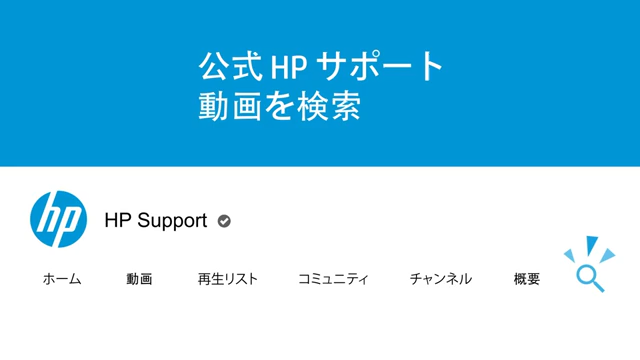 公式 HP サポート
動画を検索
hp
HP Support
ホーム 動画 再生リスト コミュニティ チャンネル 概要